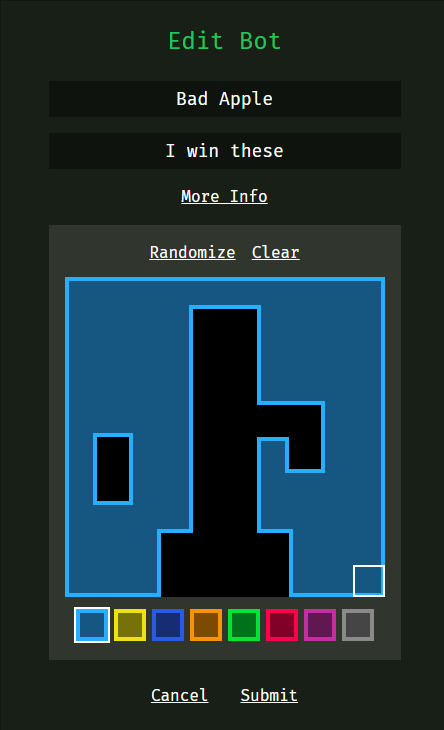 Edit Bot
Bad Apple
I win these
More Info
Randomize Clear
Cancel Submit